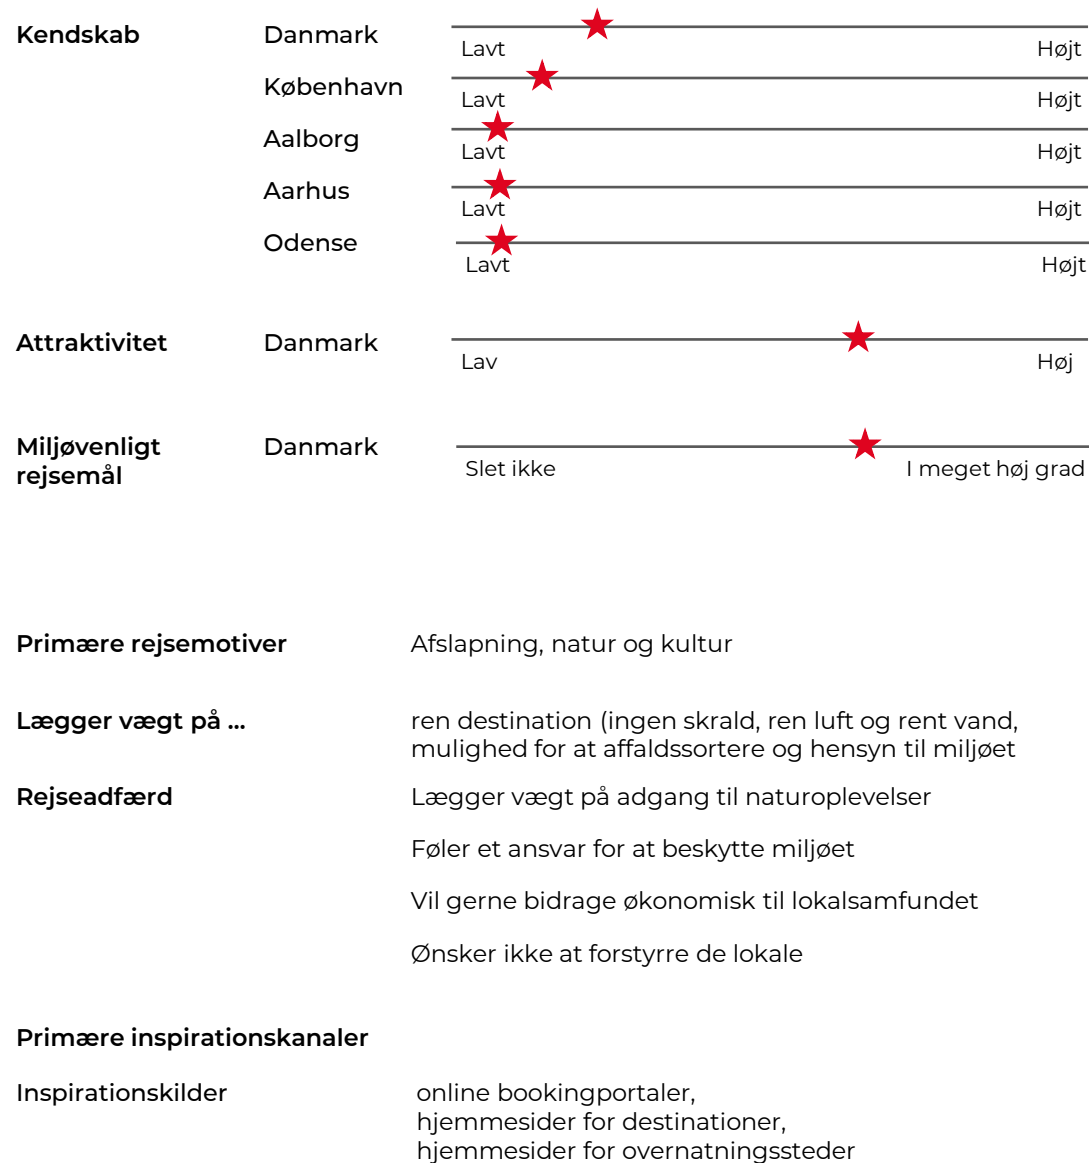 Kendskab Danmark
Lavt Højt
København
Lavt Højt
Aalborg
Lavt Højt
Aarhus
Lavt Højt
Odense
Lavt Højt
Attraktivitet Danmark
Lav Høj
Miljøvenligt rejsemål Danmark
Slet ikke I meget høj grad
Primære rejsemotiver Afslapning, natur og kultur
Lægger vægt på ... ren destination (ingen skrald, ren luft og rent vand,
mulighed for at affaldssortere og hensyn til miljøet
Rejseadfærd Lægger vægt på adgang til naturoplevelser
Føler et ansvar for at beskytte miljøet
Vil gerne bidrage økonomisk til lokalsamfundet
Ønsker ikke at forstyrre de lokale
Primære inspirationskanaler
Inspirationskilder online bookingportaler,
hjemmesider for destinationer,
hjemmesider for overnatningssteder